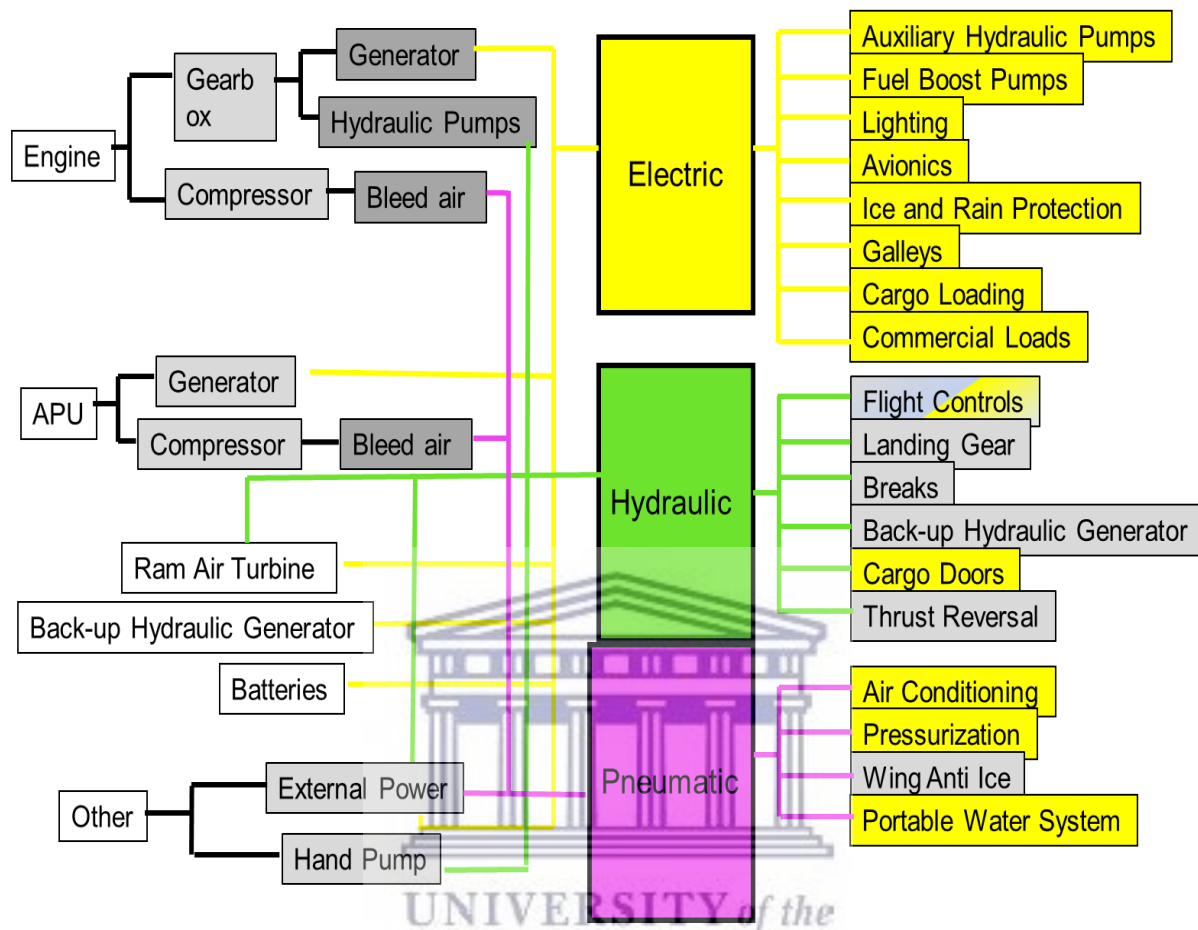 Engine
Gearb
ox
Generator
Hydraulic Pumps
Compressor
Bleed air
APU
Generator
Compressor
Bleed air
Ram Air Turbine
Back-up Hydraulic Generator
Batteries
Other
External Power
Hand Pump
Electric
Hydraulic
Pneumatic
Auxiliary Hydraulic Pumps
Fuel Boost Pumps
Lighting
Avionics
Ice and Rain Protection
Galleys
Cargo Loading
Commercial Loads
Flight Controls
Landing Gear
Breaks
Back-up Hydraulic Generator
Cargo Doors
Thrust Reversal
Air Conditioning
Pressurization
Wing Anti Ice
Portable Water System
UNIVERSITY of the